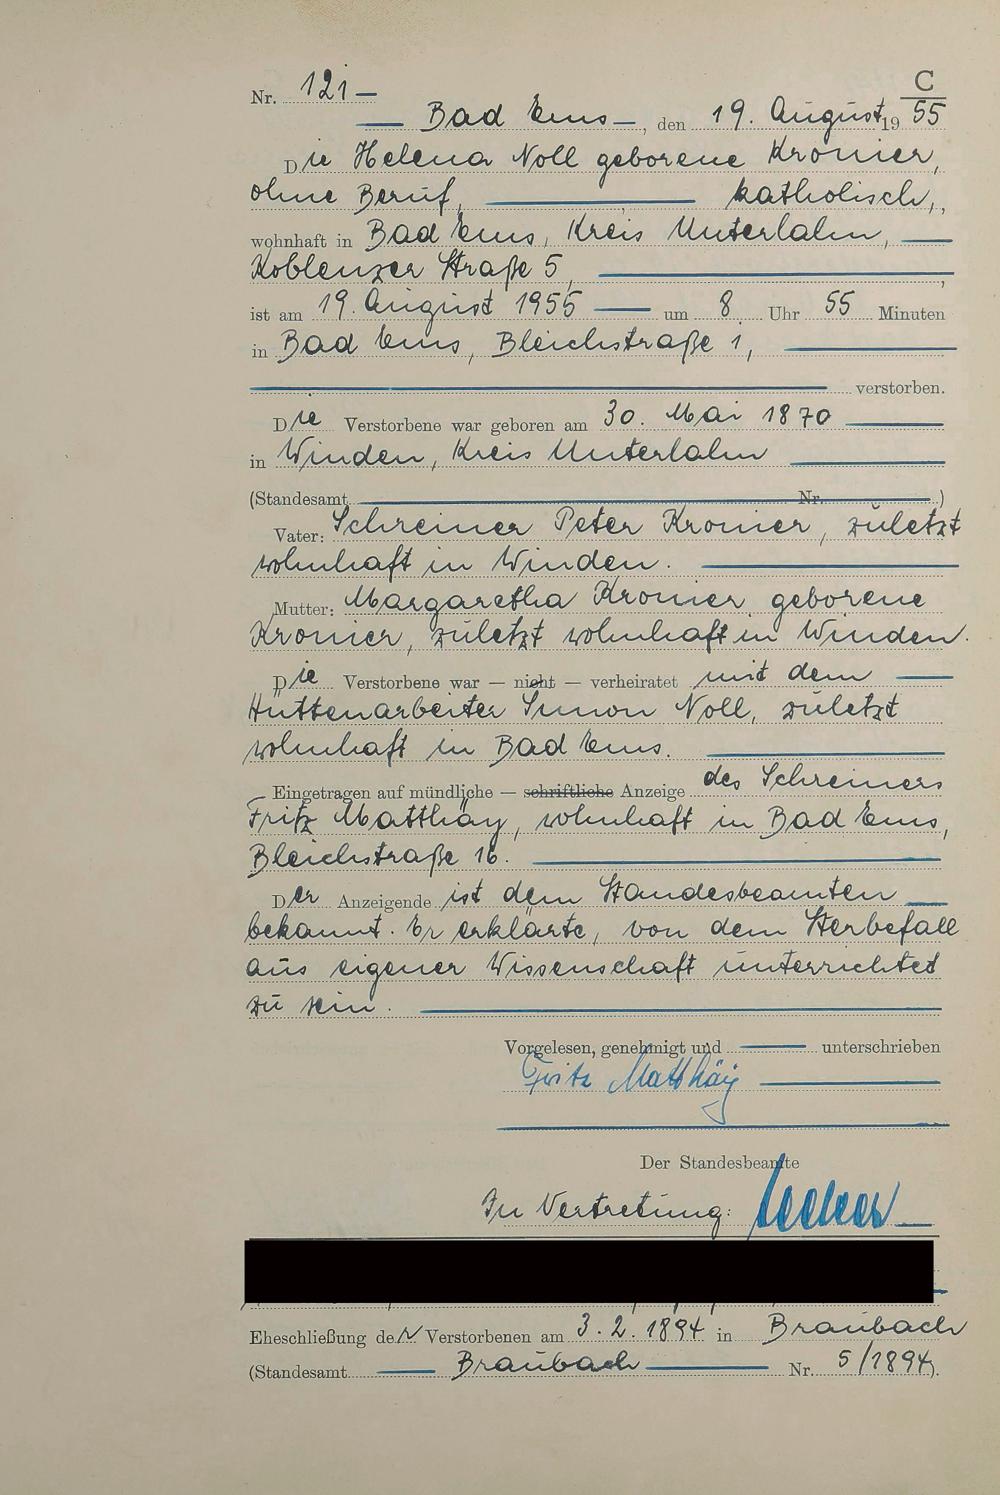 C
Nr. 121 —
— Bad Ems —, den 19. August 19 55
Die Helena Noll geborene Kromer,
ohne Beruf, — katholisch,
wohnhaft in Bad Ems, Kreis Unterlahn, —
Koblenzer Straße 5, —
ist am 19. August 1955 — um 8 Uhr 55 Minuten
in Bad Ems, Bleichstraße 1, —
— verstorben.
Die Verstorbene war geboren am 30. Mai 1870 —
in Winden, Kreis Unterlahn —
(Standesamt — Nr. — )
Vater: Schreiner Peter Kromer, zuletzt
wohnhaft in Winden. —
Mutter: Margaretha Kromer geborene
Kromer, zuletzt wohnhaft in Winden.
Die Verstorbene war — nicht — verheiratet mit dem —
Hüttenarbeiter Simon Noll, zuletzt
wohnhaft in Bad Ems. —
Eingetragen auf mündliche — schriftliche Anzeige des Schreiners
Fritz Matthäy, wohnhaft in Bad Ems,
Bleichstraße 16. —
Der Anzeigende ist dem Standesbeamten —
bekannt. Er erklärte, von dem Sterbefall
aus eigener Wissenschaft unterrichtet
zu sein. —
Vorgelesen, genehmigt und — unterschrieben
Fritz Matthäy —
Der Standesbeamte
In Vertretung:
Eheschließung der Verstorbenen am 3.2.1894 in Braubach
(Standesamt — Braubach — Nr. 5/1894).